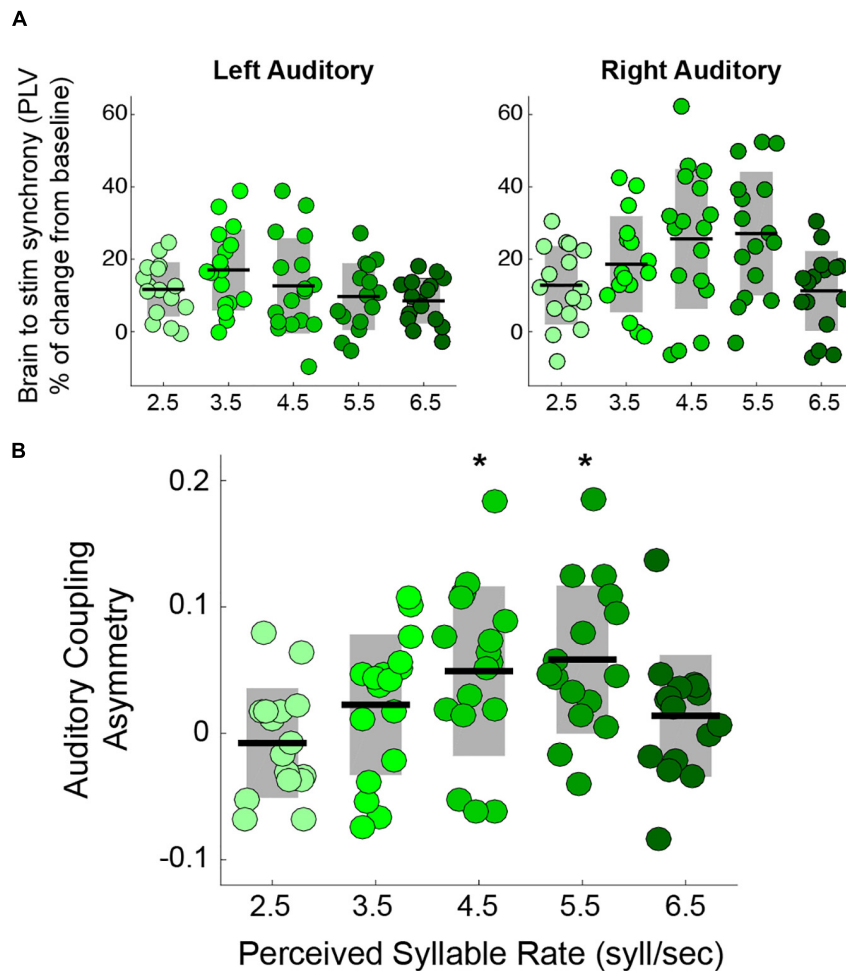 A
Left Auditory
Right Auditory
Brain to stim synchrony (PLV
% of change from baseline)
60
40
20
0
2.5 3.5 4.5 5.5 6.5
60
40
20
0
2.5 3.5 4.5 5.5 6.5
B
* *
Auditory Coupling
Asymmetry
0.2
0.1
0
-0.1
2.5 3.5 4.5 5.5 6.5
Perceived Syllable Rate (syll/sec)